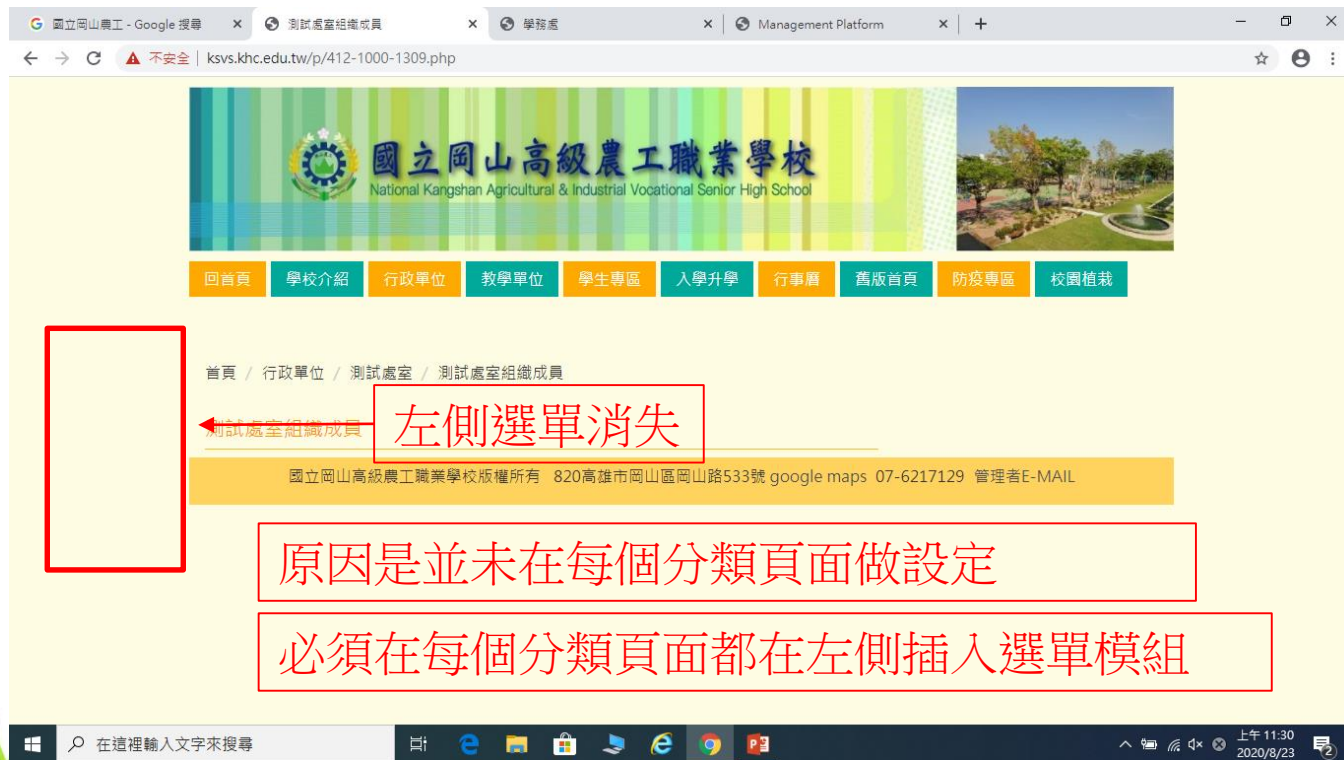 國立岡山農工 - Google 搜尋
測試處室組織成員
學務處
Management Platform
不安全 | ksvs.khc.edu.tw/p/412-1000-1309.php
國立岡山高級農工職業學校
National Kangshan Agricultural & Industrial Vocational Senior High School
回首頁 學校介紹 行政單位 教學單位 學生專區 入學升學 行事曆 舊版首頁 防疫專區 校園植栽
首頁 / 行政單位 / 測試處室 / 測試處室組織成員
測試處室組織成員
左側選單消失
國立岡山高級農工職業學校版權所有 820高雄市岡山區岡山路533號 google maps 07-6217129 管理者E-MAIL
原因是並未在每個分類頁面做設定
必須在每個分類頁面都在左側插入選單模組
在這裡輸入文字來搜尋
上午 11:30
2020/8/23
2